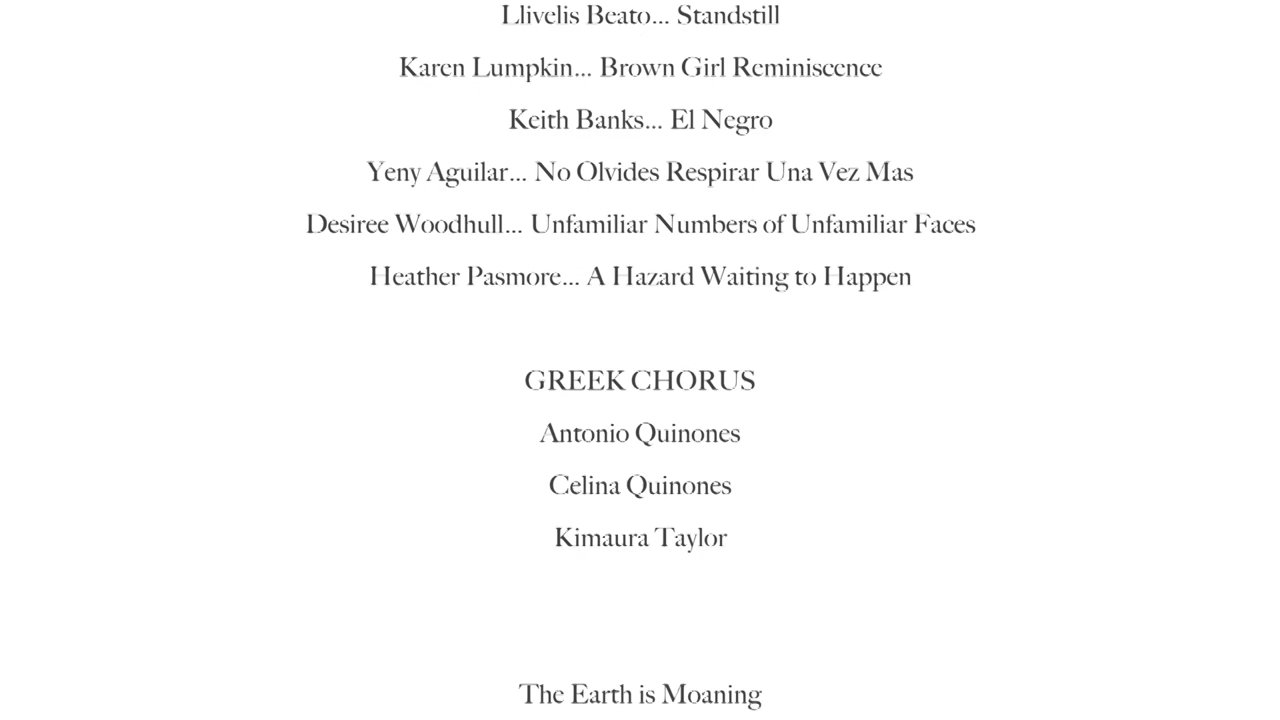 Llivelis Beato... Standstill
Karen Lumpkin... Brown Girl Reminiscence
Keith Banks... El Negro
Yeny Aguilar... No Olvides Respirar Una Vez Mas
Desiree Woodhull... Unfamiliar Numbers of Unfamiliar Faces
Heather Pasmore... A Hazard Waiting to Happen
GREEK CHORUS
Antonio Quinones
Celina Quinones
Kimaura Taylor
The Earth is Moaning